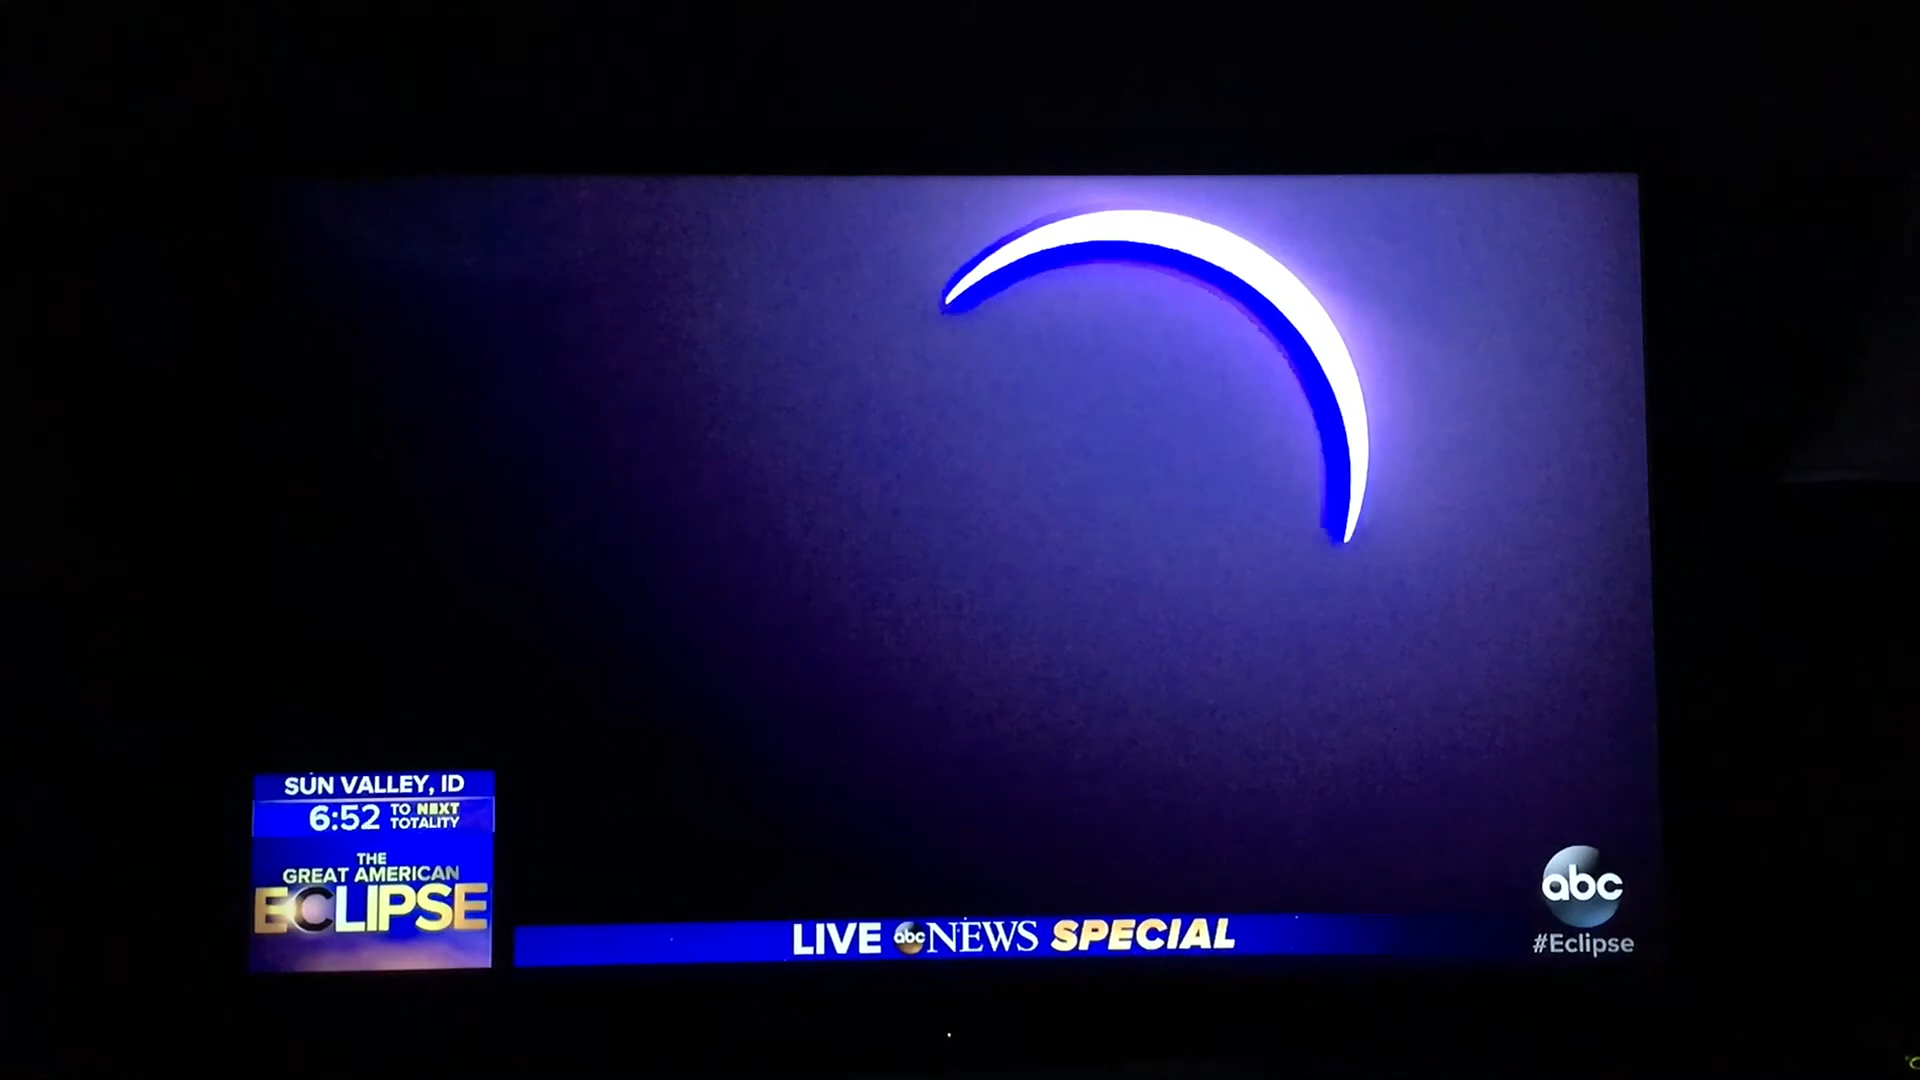 SUN VALLEY, ID
6:52 TO NEXT TOTALITY
THE
GREAT AMERICAN
ECLIPSE
LIVE abc NEWS SPECIAL
abc
#Eclipse